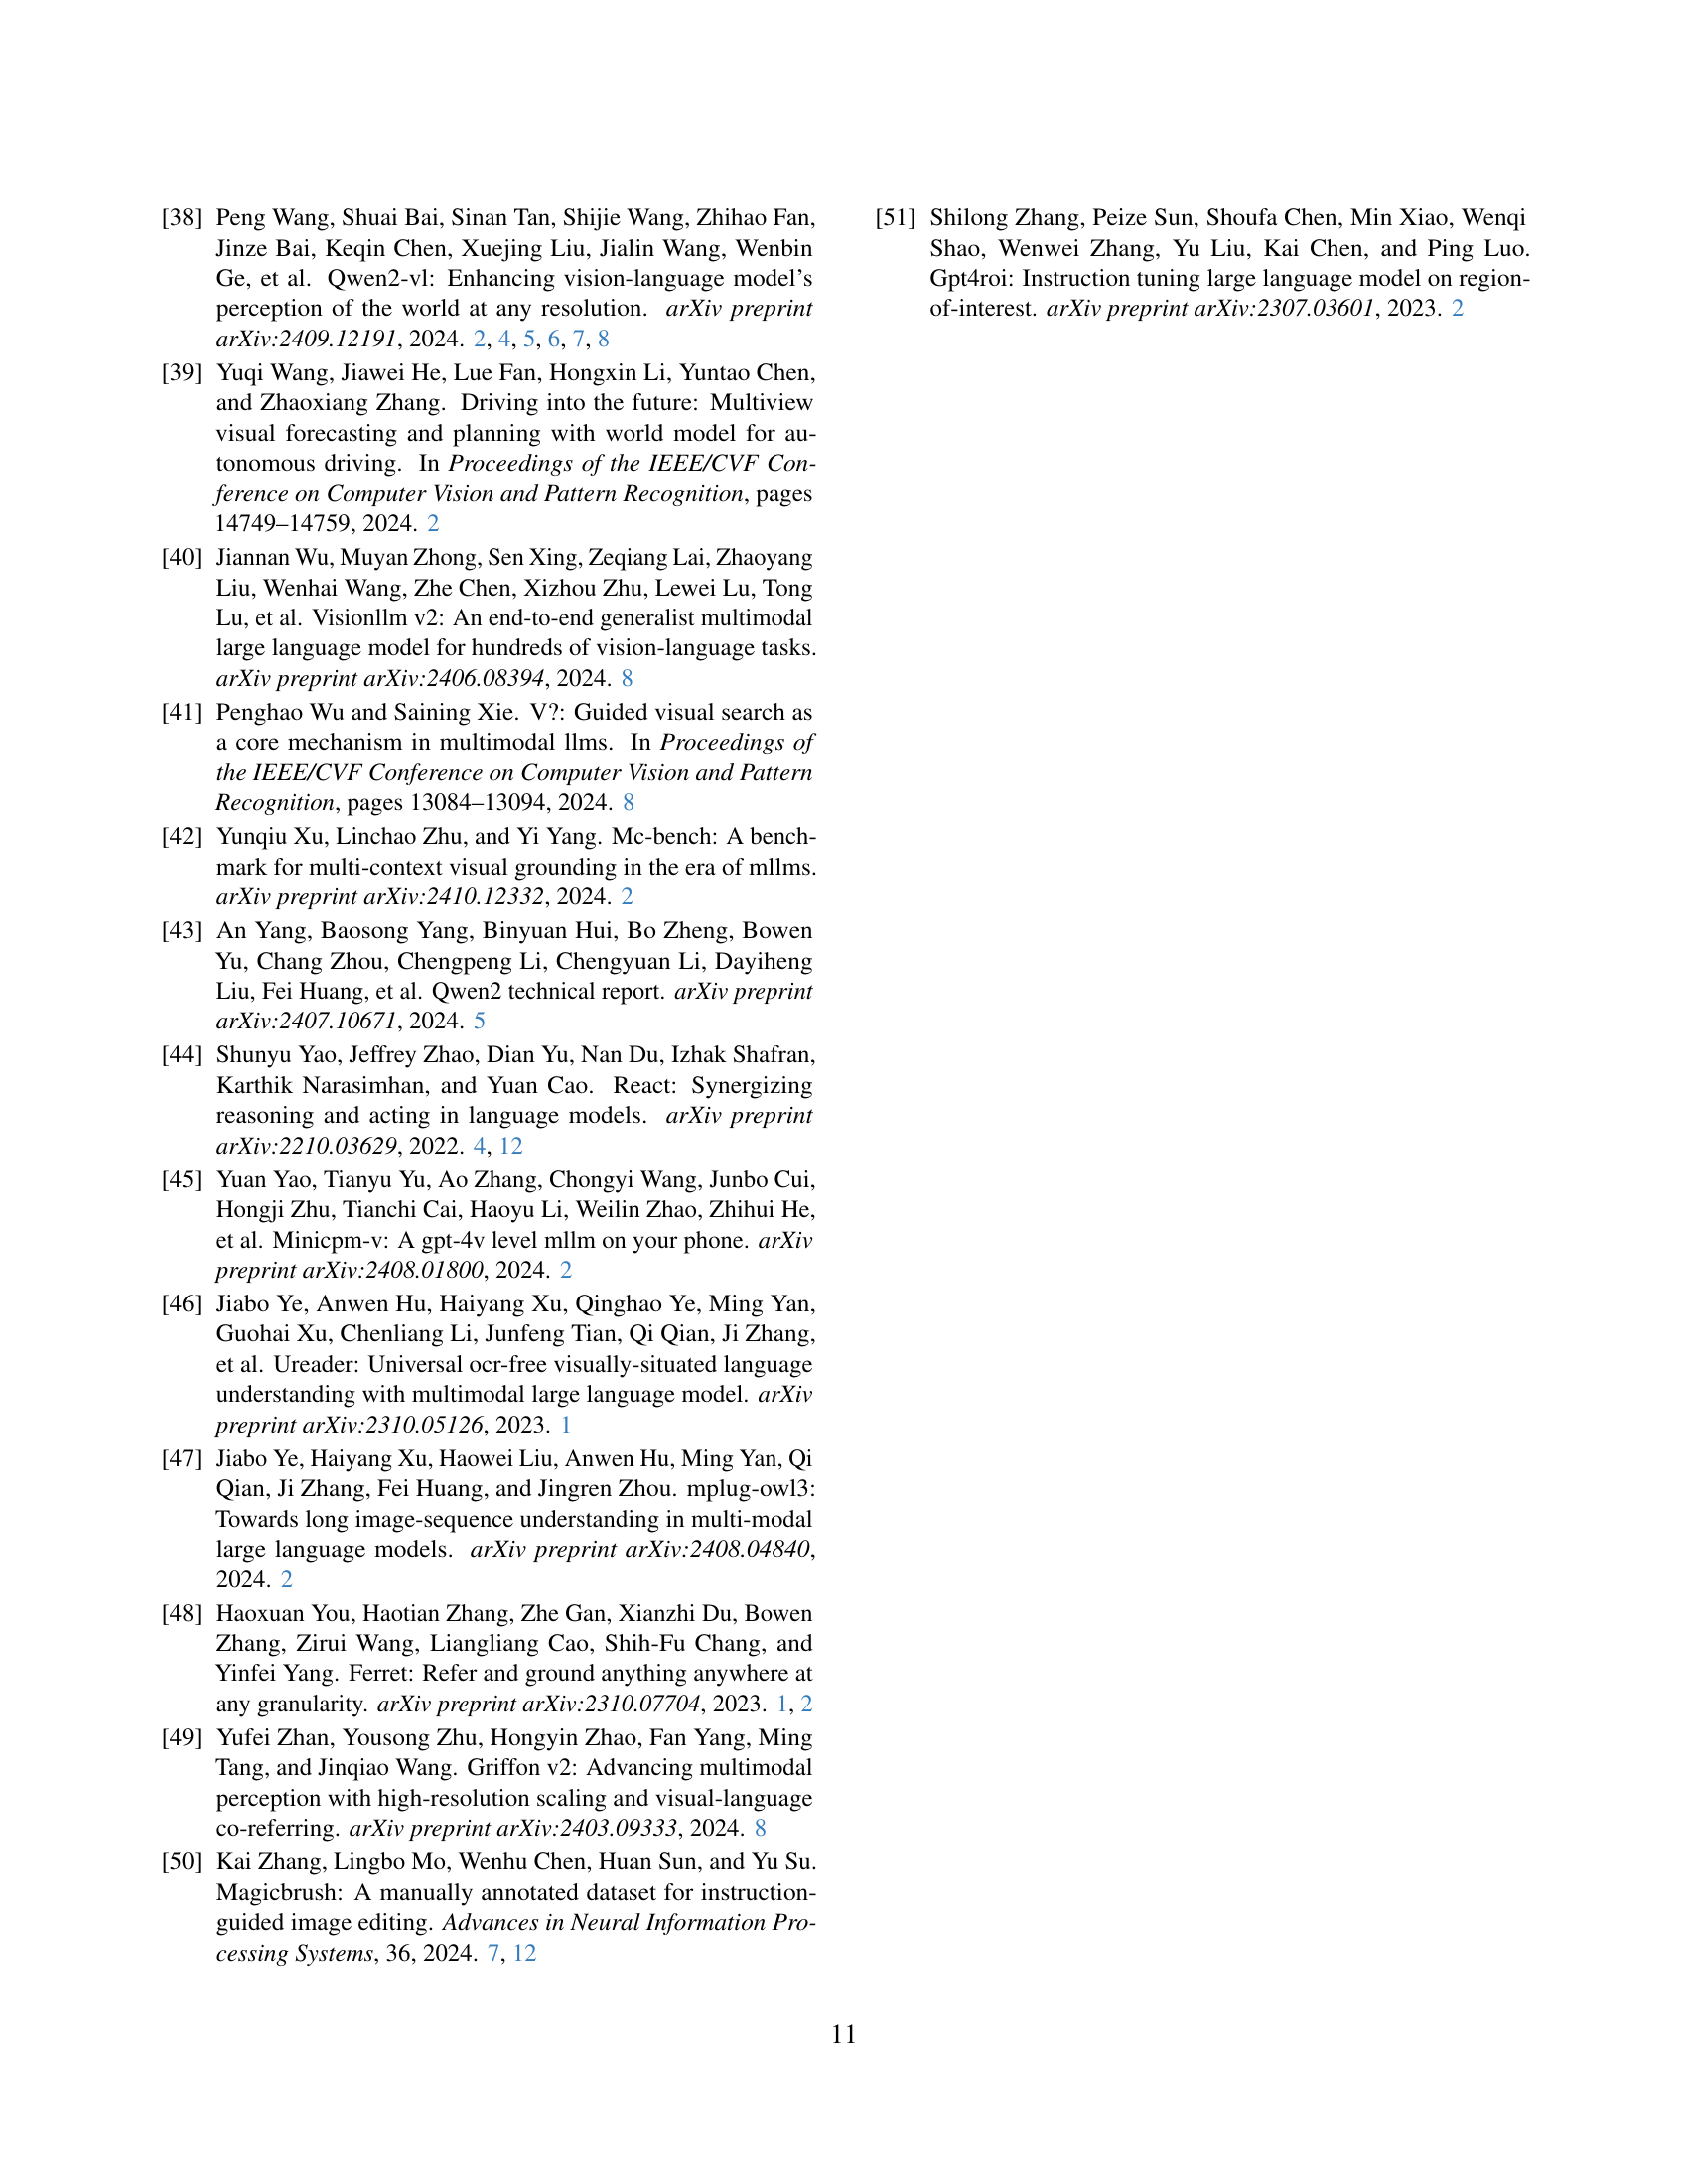 [38] Peng Wang, Shuai Bai, Sinan Tan, Shijie Wang, Zhihao Fan,
Jinze Bai, Keqin Chen, Xuejing Liu, Jialin Wang, Wenbin
Ge, et al. Qwen2-vl: Enhancing vision-language model's
perception of the world at any resolution. arXiv preprint
arXiv:2409.12191, 2024. 2, 4, 5, 6, 7, 8
[39] Yuqi Wang, Jiawei He, Lue Fan, Hongxin Li, Yuntao Chen,
and Zhaoxiang Zhang. Driving into the future: Multiview
visual forecasting and planning with world model for au-
tonomous driving. In Proceedings of the IEEE/CVF Con-
ference on Computer Vision and Pattern Recognition, pages
14749–14759, 2024. 2
[40] Jiannan Wu, Muyan Zhong, Sen Xing, Zeqiang Lai, Zhaoyang
Liu, Wenhai Wang, Zhe Chen, Xizhou Zhu, Lewei Lu, Tong
Lu, et al. Visionllm v2: An end-to-end generalist multimodal
large language model for hundreds of vision-language tasks.
arXiv preprint arXiv:2406.08394, 2024. 8
[41] Penghao Wu and Saining Xie. V?: Guided visual search as
a core mechanism in multimodal llms. In Proceedings of
the IEEE/CVF Conference on Computer Vision and Pattern
Recognition, pages 13084–13094, 2024. 8
[42] Yunqiu Xu, Linchao Zhu, and Yi Yang. Mc-bench: A bench-
mark for multi-context visual grounding in the era of mllms.
arXiv preprint arXiv:2410.12332, 2024. 2
[43] An Yang, Baosong Yang, Binyuan Hui, Bo Zheng, Bowen
Yu, Chang Zhou, Chengpeng Li, Chengyuan Li, Dayiheng
Liu, Fei Huang, et al. Qwen2 technical report. arXiv preprint
arXiv:2407.10671, 2024. 5
[44] Shunyu Yao, Jeffrey Zhao, Dian Yu, Nan Du, Izhak Shafran,
Karthik Narasimhan, and Yuan Cao. React: Synergizing
reasoning and acting in language models. arXiv preprint
arXiv:2210.03629, 2022. 4, 12
[45] Yuan Yao, Tianyu Yu, Ao Zhang, Chongyi Wang, Junbo Cui,
Hongji Zhu, Tianchi Cai, Haoyu Li, Weilin Zhao, Zhihui He,
et al. Minicpm-v: A gpt-4v level mllm on your phone. arXiv
preprint arXiv:2408.01800, 2024. 2
[46] Jiabo Ye, Anwen Hu, Haiyang Xu, Qinghao Ye, Ming Yan,
Guohai Xu, Chenliang Li, Junfeng Tian, Qi Qian, Ji Zhang,
et al. Ureader: Universal ocr-free visually-situated language
understanding with multimodal large language model. arXiv
preprint arXiv:2310.05126, 2023. 1
[47] Jiabo Ye, Haiyang Xu, Haowei Liu, Anwen Hu, Ming Yan, Qi
Qian, Ji Zhang, Fei Huang, and Jingren Zhou. mplug-owl3:
Towards long image-sequence understanding in multi-modal
large language models. arXiv preprint arXiv:2408.04840,
2024. 2
[48] Haoxuan You, Haotian Zhang, Zhe Gan, Xianzhi Du, Bowen
Zhang, Zirui Wang, Liangliang Cao, Shih-Fu Chang, and
Yinfei Yang. Ferret: Refer and ground anything anywhere at
any granularity. arXiv preprint arXiv:2310.07704, 2023. 1, 2
[49] Yufei Zhan, Yousong Zhu, Hongyin Zhao, Fan Yang, Ming
Tang, and Jinqiao Wang. Griffon v2: Advancing multimodal
perception with high-resolution scaling and visual-language
co-referring. arXiv preprint arXiv:2403.09333, 2024. 8
[50] Kai Zhang, Lingbo Mo, Wenhu Chen, Huan Sun, and Yu Su.
Magicbrush: A manually annotated dataset for instruction-
guided image editing. Advances in Neural Information Pro-
cessing Systems, 36, 2024. 7, 12
[51] Shilong Zhang, Peize Sun, Shoufa Chen, Min Xiao, Wenqi
Shao, Wenwei Zhang, Yu Liu, Kai Chen, and Ping Luo.
Gpt4roi: Instruction tuning large language model on region-
of-interest. arXiv preprint arXiv:2307.03601, 2023. 2
11